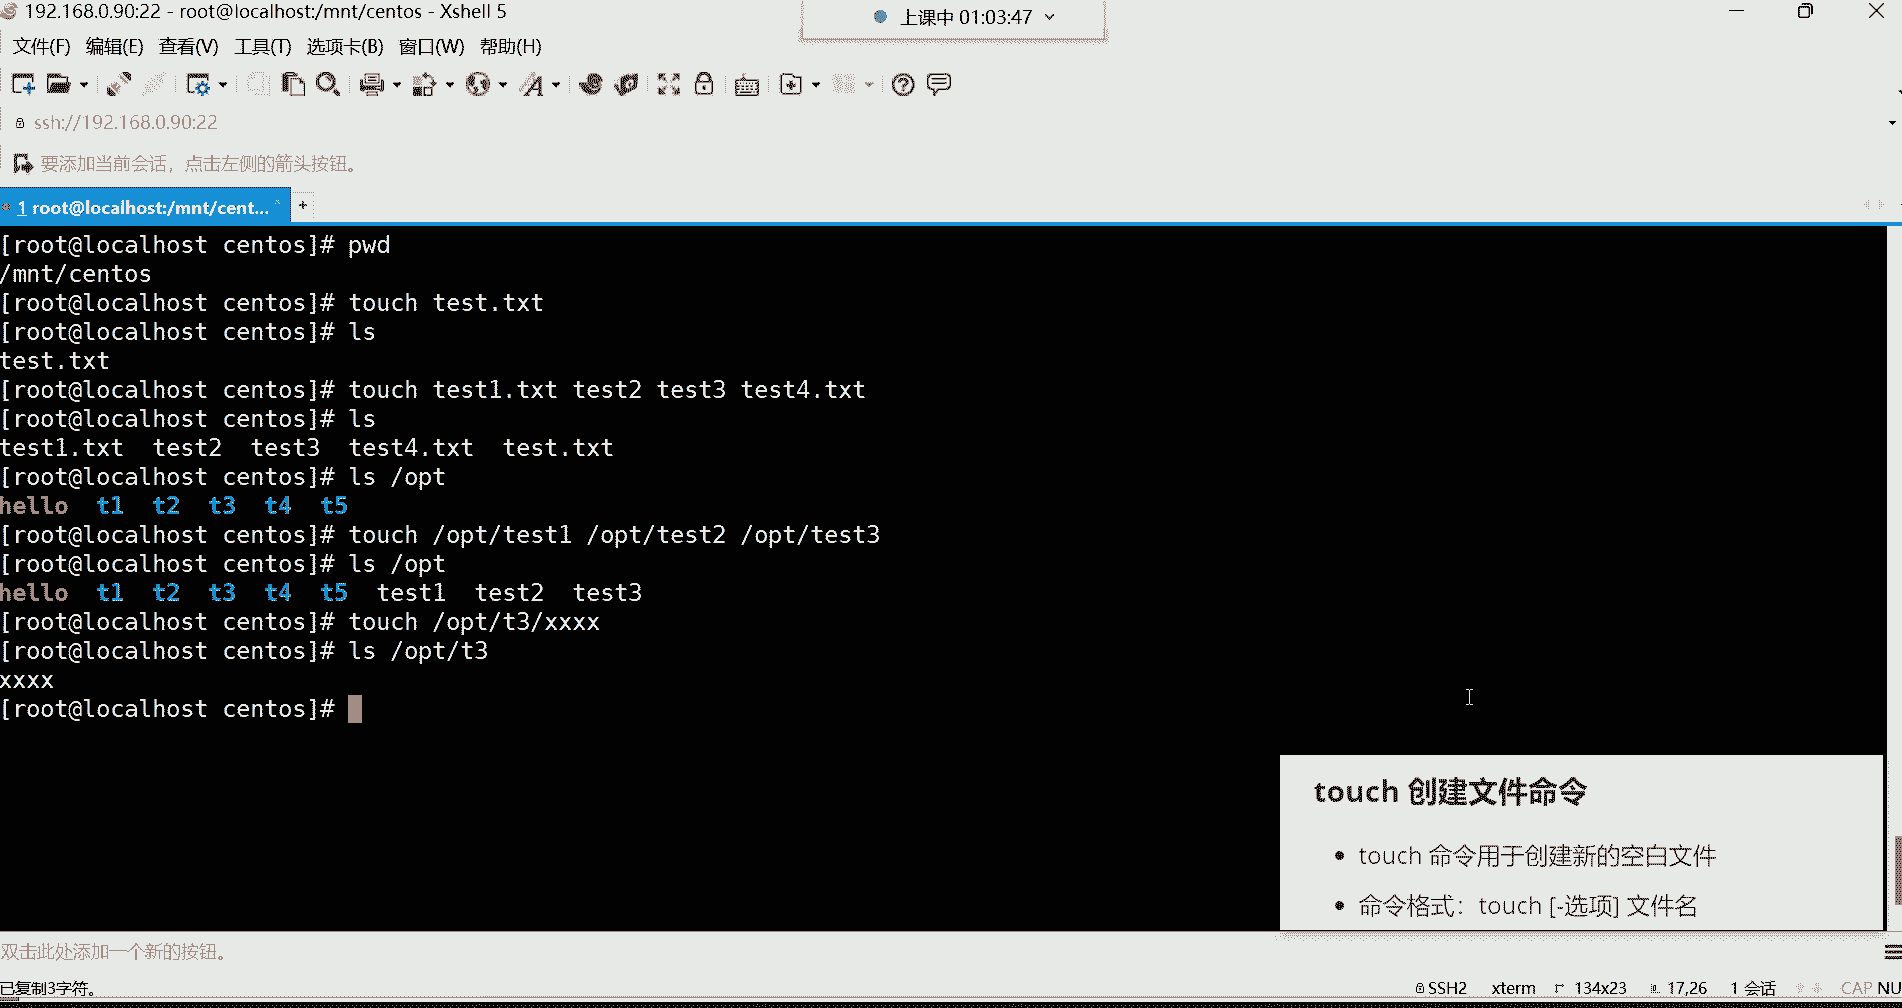 192.168.0.90:22 - root@localhost:/mnt/centos - Xshell 5
上课中 01:03:47
文件(F) 编辑(E) 查看(V) 工具(T) 选项卡(B) 窗口(W) 帮助(H)
ssh://192.168.0.90:22
要添加当前会话，点击左侧的箭头按钮。
1 root@localhost:/mnt/cent... +
[root@localhost centos]# pwd
/mnt/centos
[root@localhost centos]# touch test.txt
[root@localhost centos]# ls
test.txt
[root@localhost centos]# touch test1.txt test2 test3 test4.txt
[root@localhost centos]# ls
test1.txt  test2  test3  test4.txt  test.txt
[root@localhost centos]# ls /opt
hello  t1  t2  t3  t4  t5
[root@localhost centos]# touch /opt/test1 /opt/test2 /opt/test3
[root@localhost centos]# ls /opt
hello  t1  t2  t3  t4  t5  test1  test2  test3
[root@localhost centos]# touch /opt/t3/xxxx
[root@localhost centos]# ls /opt/t3
xxxx
[root@localhost centos]#
touch 创建文件命令
• touch 命令用于创建新的空白文件
• 命令格式：touch [-选项] 文件名
双击此处添加一个新的按钮。
已复制3字符。 SSH2 xterm 134x23 17,26 1 会话 CAP NU